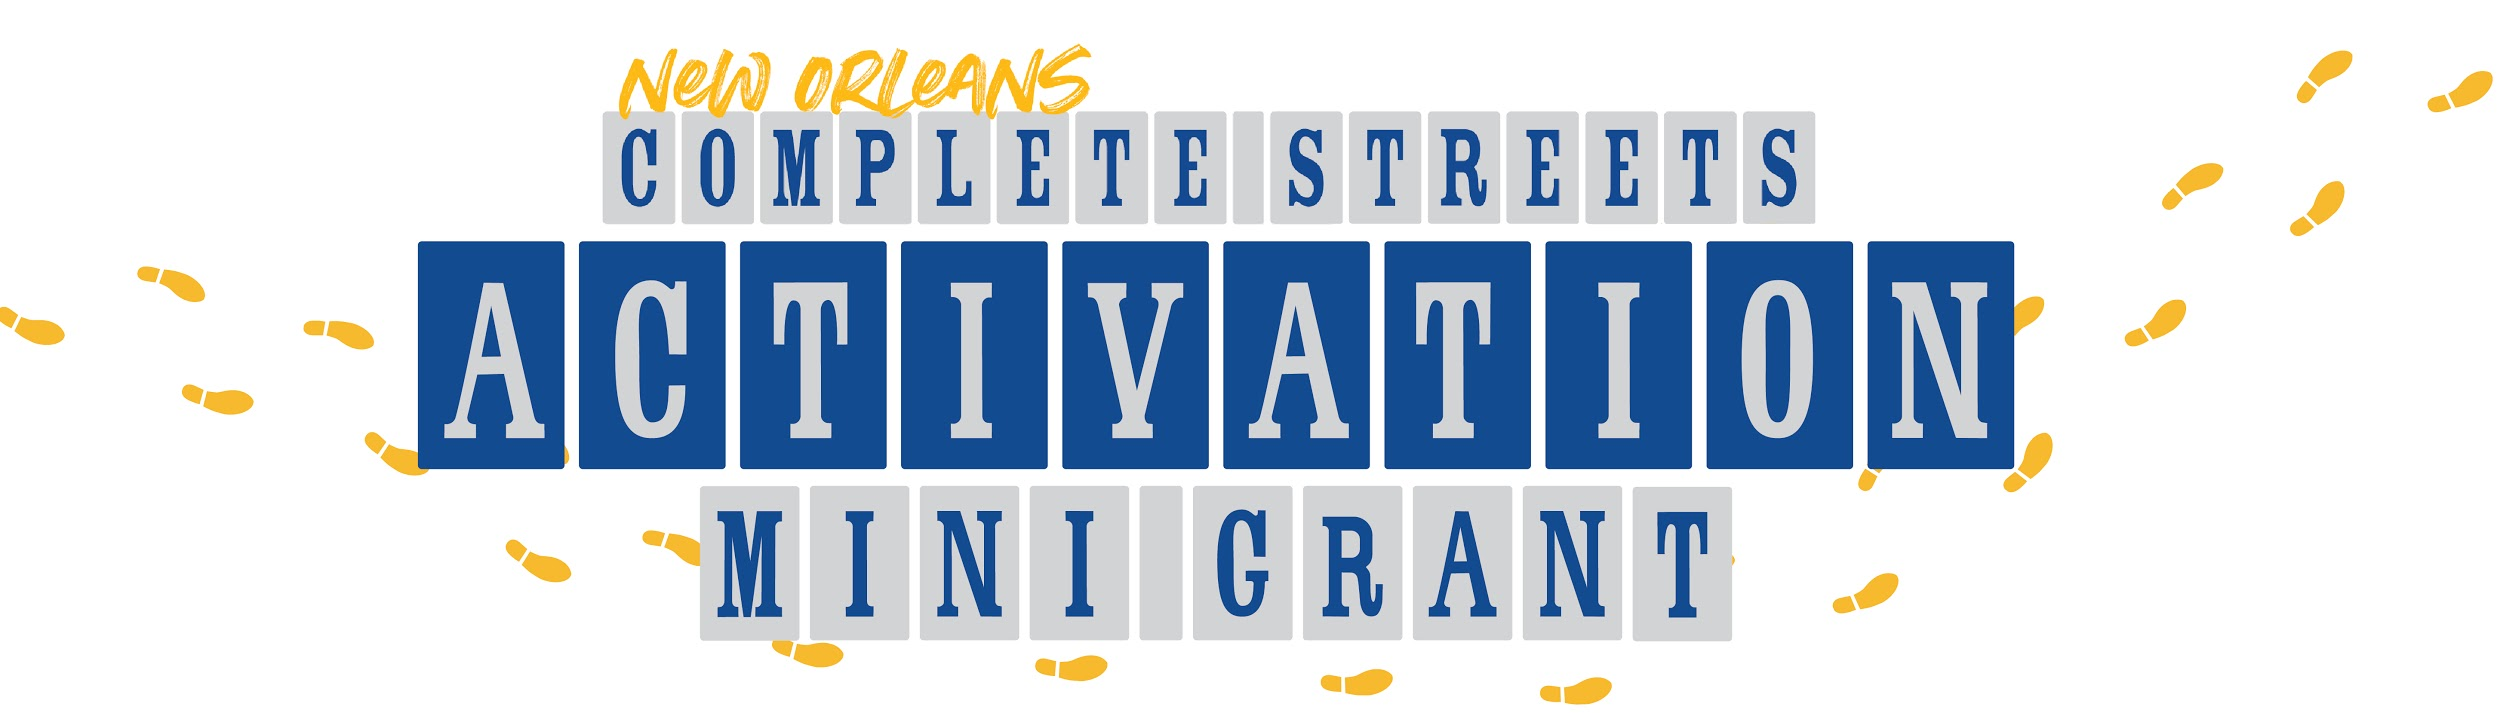 NEW ORLEANS
COMPLETE STREETS
ACTIVATION
MINI GRANT